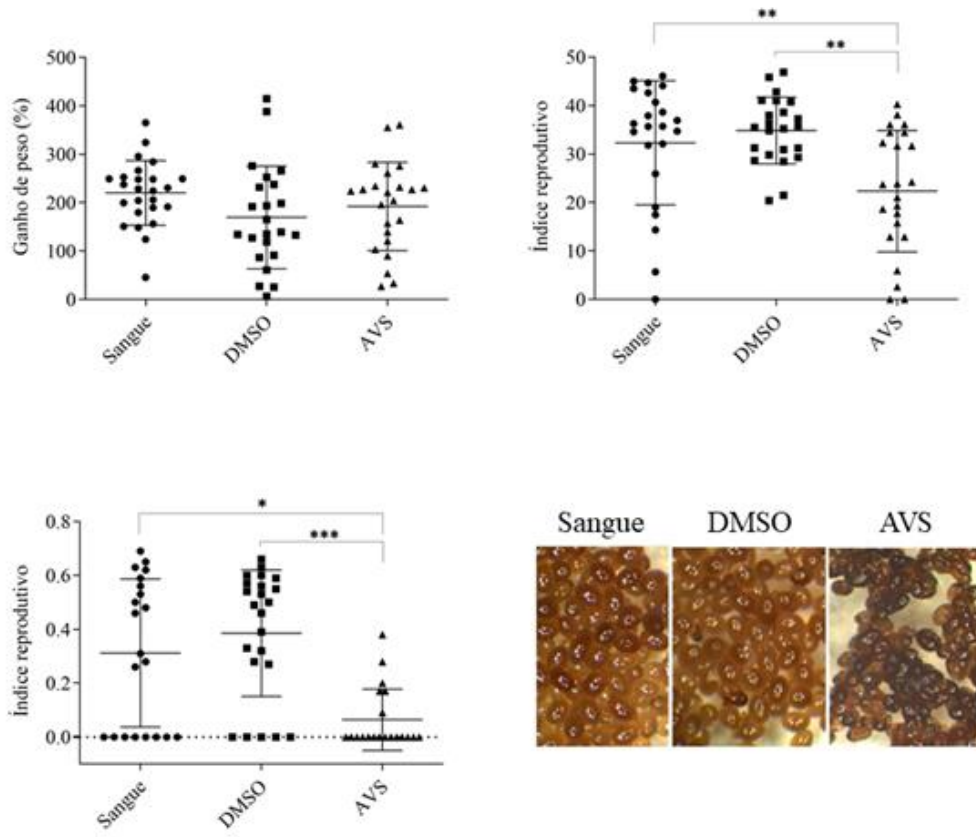 Ganho de peso (%)
500
400
300
200
100
0
Sangue
DMSO
AVS
**
**
Índice reprodutivo
50
40
30
20
10
0
Sangue
DMSO
AVS
*
***
Índice reprodutivo
0.8
0.6
0.4
0.2
0.0
Sangue
DMSO
AVS
Sangue DMSO AVS